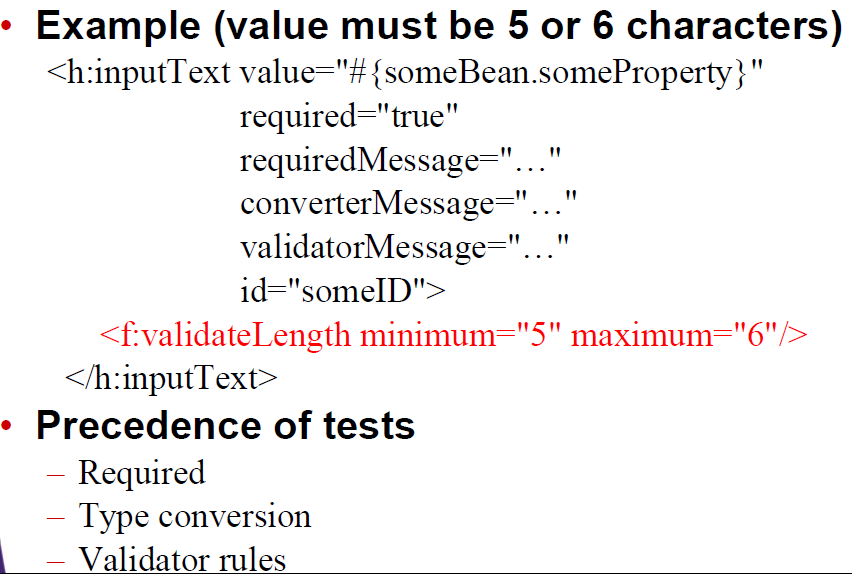 • Example (value must be 5 or 6 characters)
<h:inputText value="#{someBean.someProperty}"
required="true"
requiredMessage="…"
converterMessage="…"
validatorMessage="…"
id="someID">
<f:validateLength minimum="5" maximum="6"/>
</h:inputText>
• Precedence of tests
– Required
– Type conversion
– Validator rules